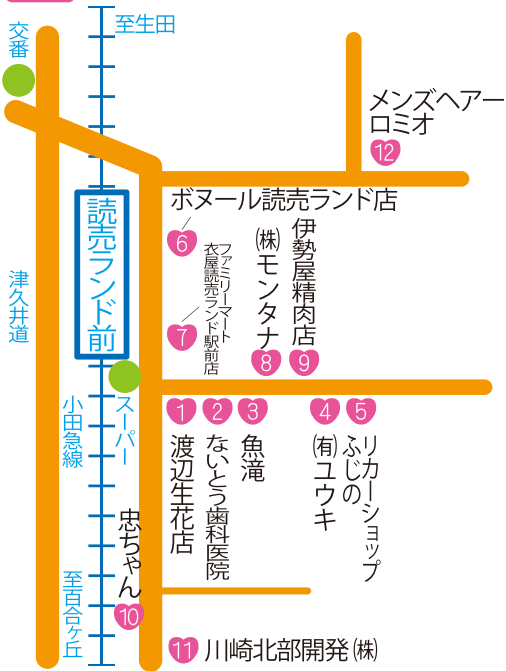 交番
至生田
メンズヘアー
ロミオ
12
ボヌール読売ランド店
6
ファミリーマート
衣屋読売ランド駅前店
7
㈱モンタナ
8
伊勢屋精肉店
9
読売ランド前
津久井道
小田急線
スーパー
1
渡辺生花店
2
ないとう歯科医院
3
魚滝
4
㈲ユウキ
5
リカーショップ
ふじの
忠ちゃん
10
至百合ヶ丘
11
川崎北部開発㈱